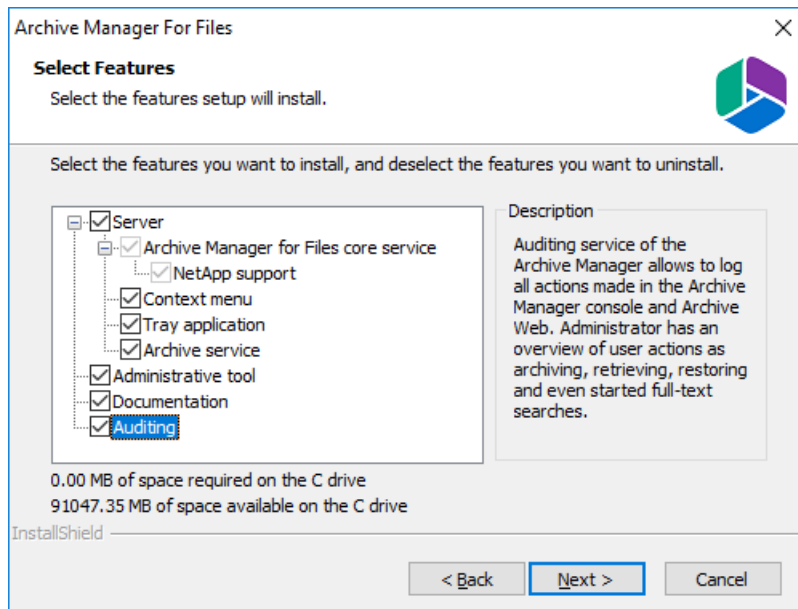 Archive Manager For Files
Select Features
Select the features setup will install.
Select the features you want to install, and deselect the features you want to uninstall.
Server
Archive Manager for Files core service
NetApp support
Context menu
Tray application
Archive service
Administrative tool
Documentation
Auditing
Description
Auditing service of the
Archive Manager allows to log
all actions made in the Archive
Manager console and Archive
Web. Administrator has an
overview of user actions as
archiving, retrieving, restoring
and even started full-text
searches.
0.00 MB of space required on the C drive
91047.35 MB of space available on the C drive
InstallShield
< Back
Next >
Cancel